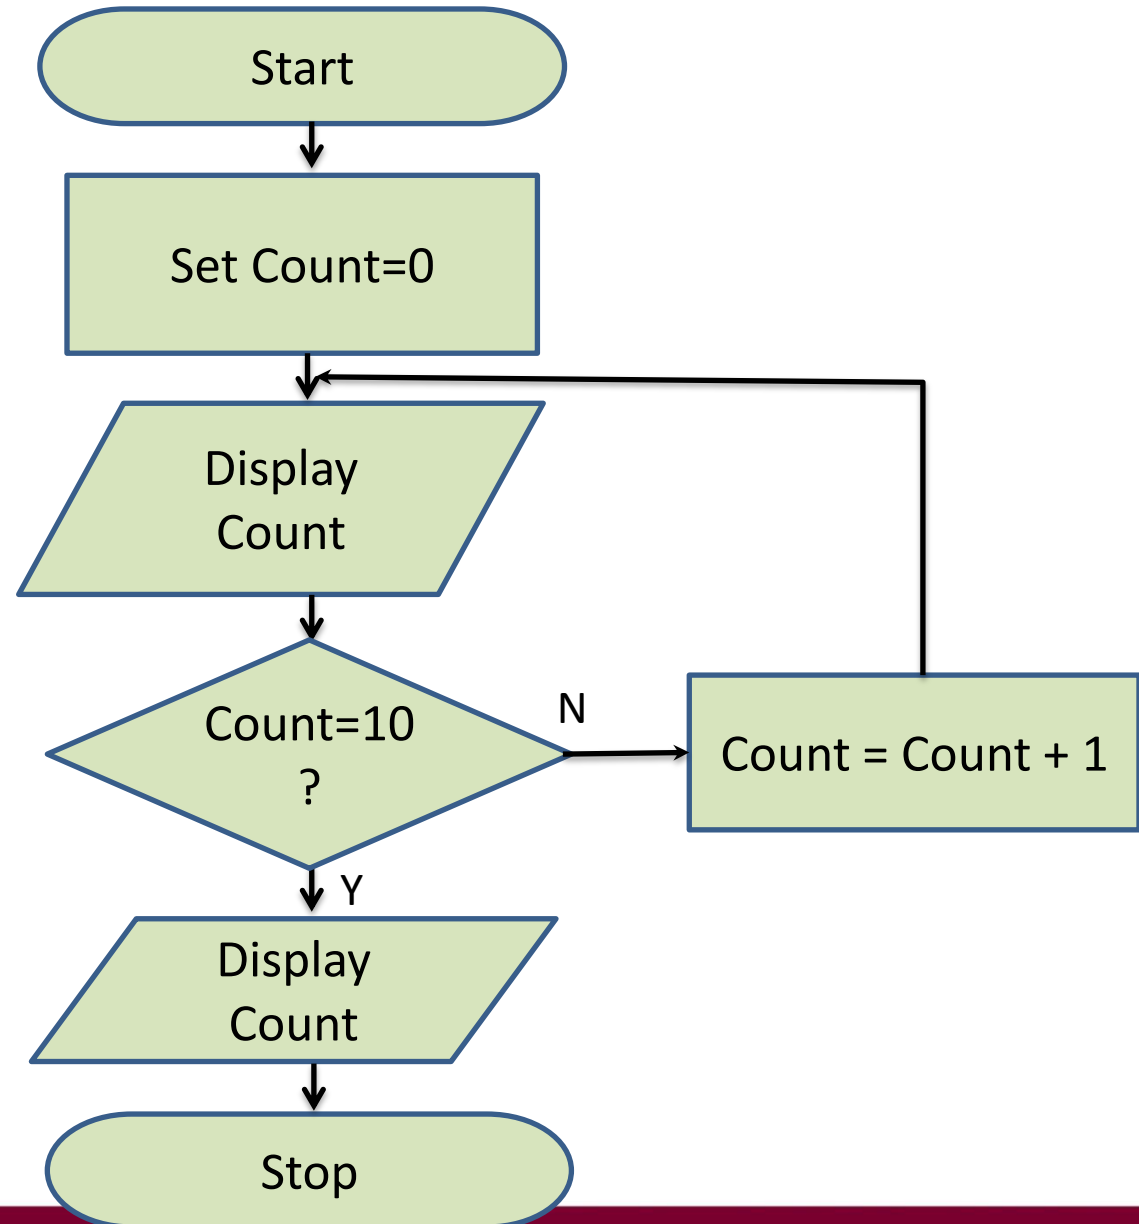 Start
Set Count=0
Display
Count
Count=10
?
N
Count = Count + 1
Y
Display
Count
Stop